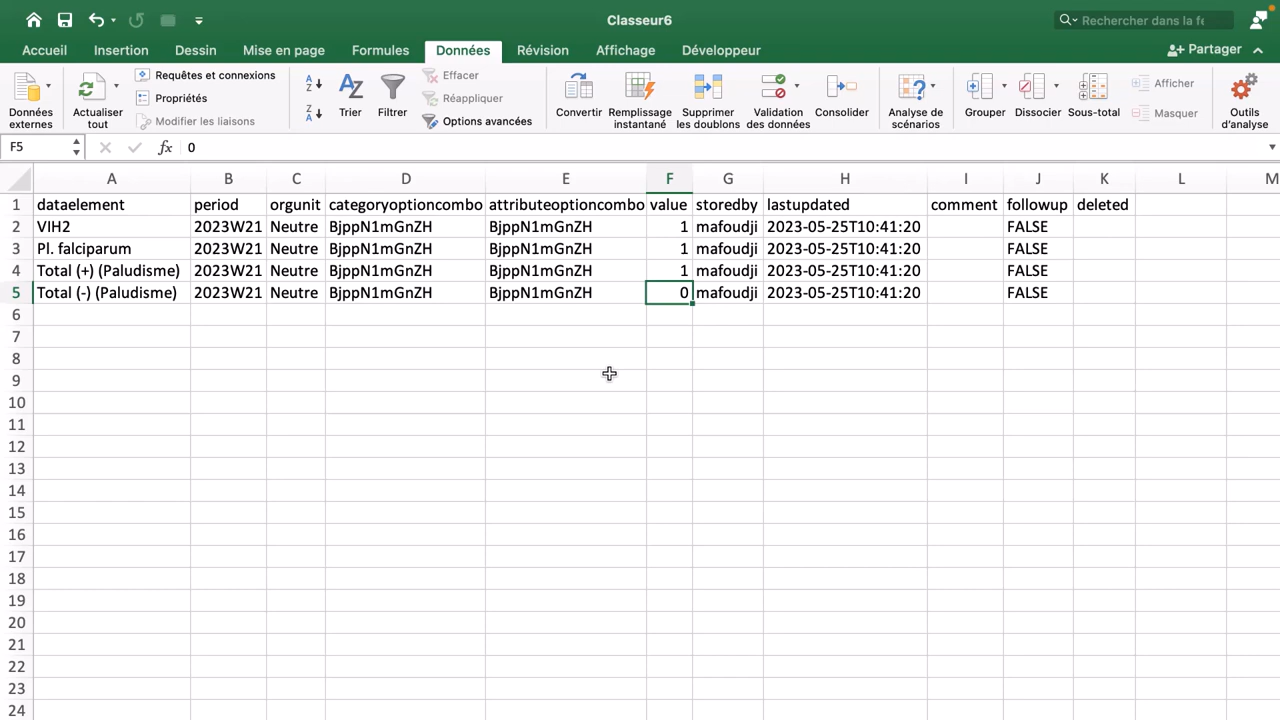 Classeur6
Rechercher dans la fe
Accueil Insertion Dessin Mise en page Formules Données Révision Affichage Développeur Partager
Données externes
Actualiser tout
Requêtes et connexions
Propriétés
Modifier les liaisons
Trier
Filtrer
Effacer
Réappliquer
Options avancées
Convertir
Remplissage instantané
Supprimer les doublons
Validation des données
Consolider
Analyse de scénarios
Grouper
Dissocier
Sous-total
Afficher
Masquer
Outils d'analyse
F5 fx 0
A B C D E F G H I J K L M
1 dataelement period orgunit categoryoptioncombo attributeoptioncombo value storedby lastupdated comment followup deleted
2 VIH2 2023W21 Neutre BjppN1mGnZH BjppN1mGnZH 1 mafoudji 2023-05-25T10:41:20 FALSE
3 Pl. falciparum 2023W21 Neutre BjppN1mGnZH BjppN1mGnZH 1 mafoudji 2023-05-25T10:41:20 FALSE
4 Total (+) (Paludisme) 2023W21 Neutre BjppN1mGnZH BjppN1mGnZH 1 mafoudji 2023-05-25T10:41:20 FALSE
5 Total (-) (Paludisme) 2023W21 Neutre BjppN1mGnZH BjppN1mGnZH 0 mafoudji 2023-05-25T10:41:20 FALSE
6
7
8
9
10
11
12
13
14
15
16
17
18
19
20
21
22
23
24